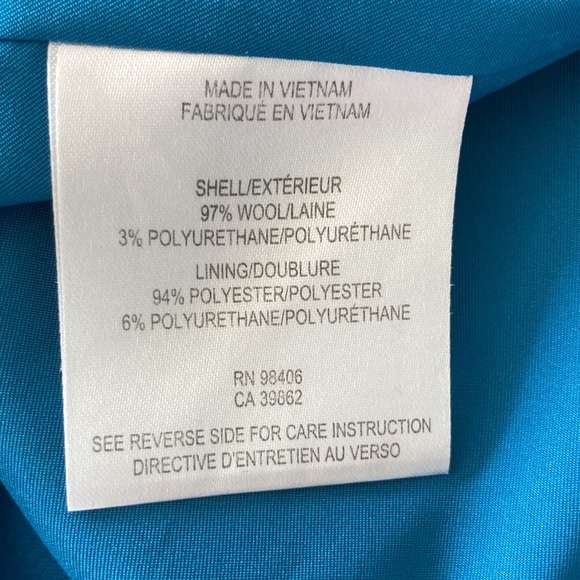 MADE IN VIETNAM
FABRIQUÉ EN VIETNAM
SHELL/EXTÉRIEUR
97% WOOL/LAINE
3% POLYURETHANE/POLYURÉTHANE
LINING/DOUBLURE
94% POLYESTER/POLYESTER
6% POLYURETHANE/POLYURÉTHANE
RN 98406
CA 39862
SEE REVERSE SIDE FOR CARE INSTRUCTION
DIRECTIVE D'ENTRETIEN AU VERSO